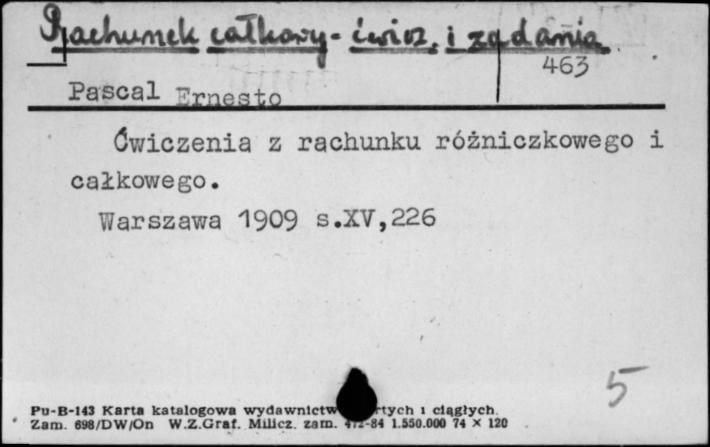 Rachunek całkowy - ćwicz. i zadania
463
Pascal Ernesto
Ćwiczenia z rachunku różniczkowego i
całkowego.
Warszawa 1909 s.XV,226
5
Pu-B-143 Karta katalogowa wydawnictw i ciągłych.
Zam. 698/DW/On W.Z.Graf. Milicz. zam. 84 1.550.000 74 × 120